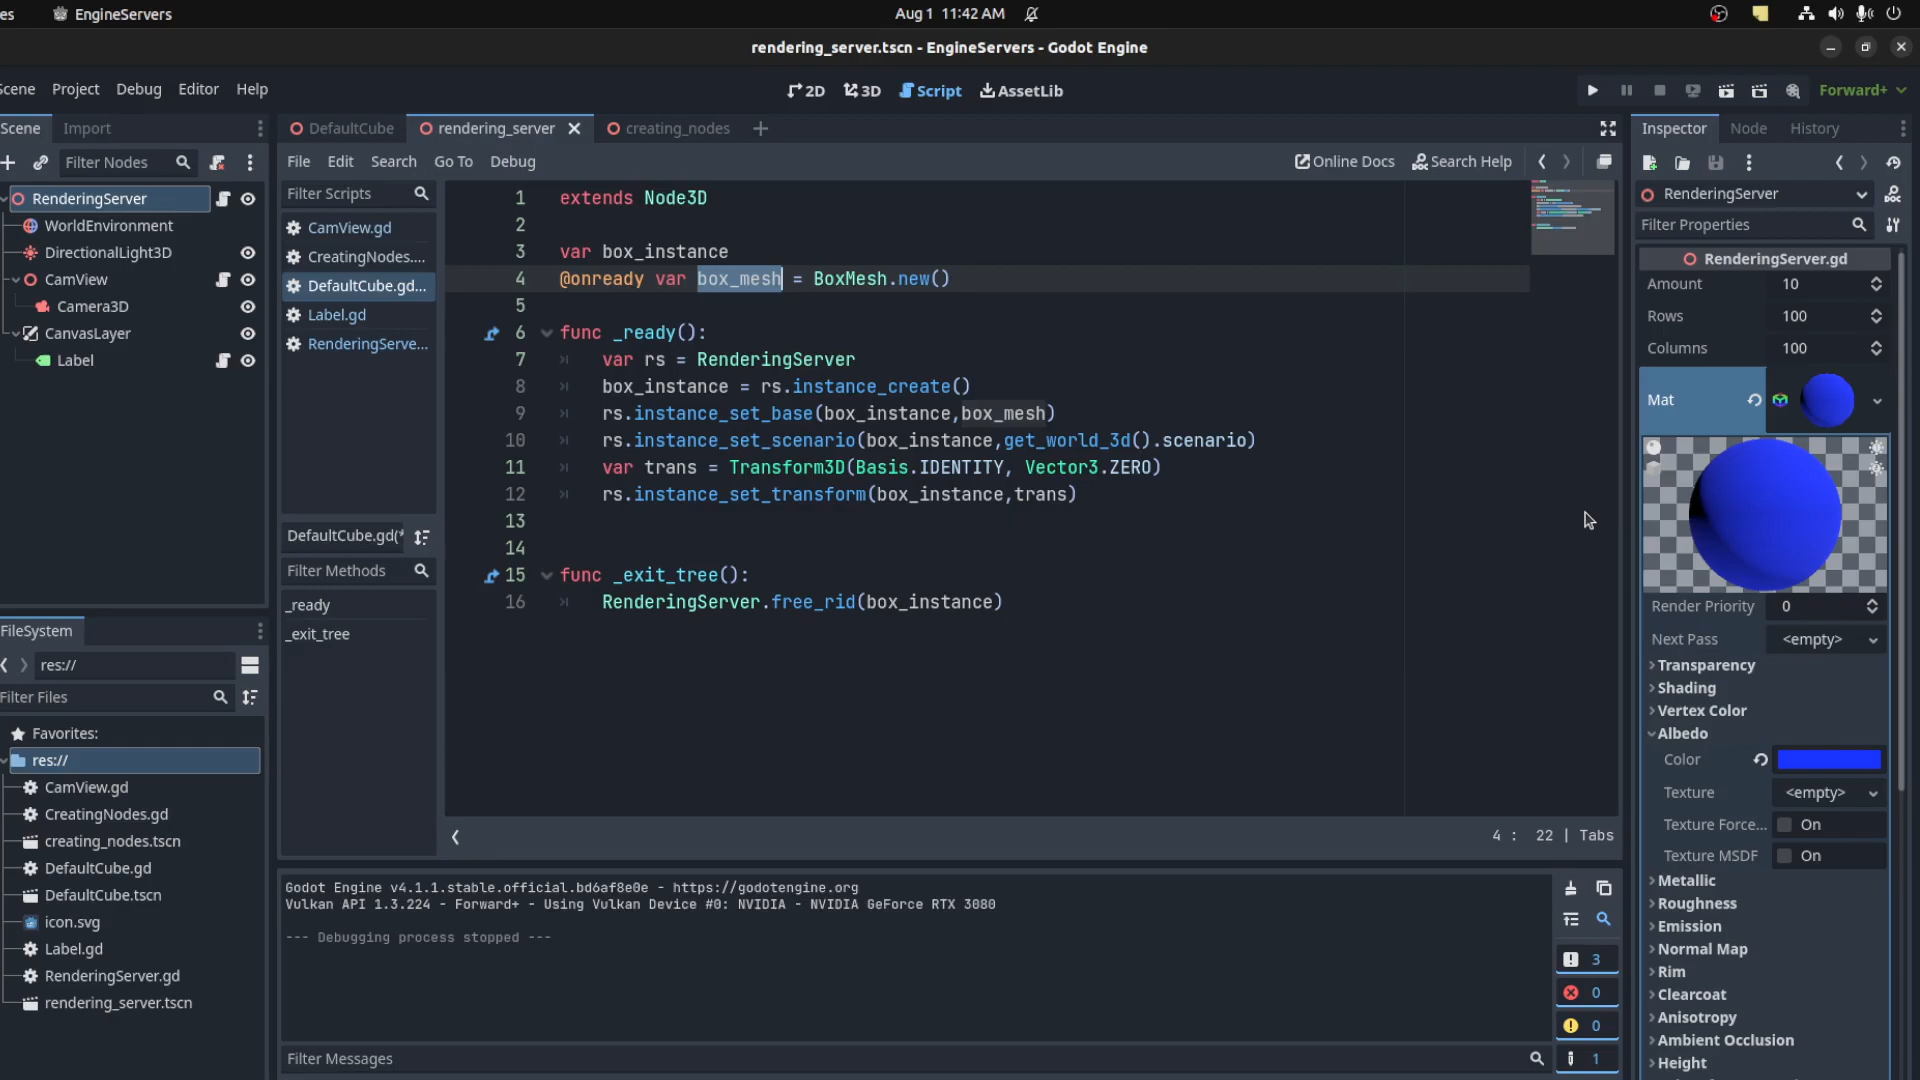 es
EngineServers
Aug 1 11:42 AM
rendering_server.tscn - EngineServers - Godot Engine
Scene Project Debug Editor Help
2D 3D Script AssetLib
Forward+
Scene Import
DefaultCube rendering_server creating_nodes
Inspector Node History
Filter Nodes
File Edit Search Go To Debug
Online Docs Search Help
RenderingServer
WorldEnvironment
DirectionalLight3D
CamView
Camera3D
CanvasLayer
Label
Filter Scripts
CamView.gd
CreatingNodes....
DefaultCube.gd...
Label.gd
RenderingServe...
DefaultCube.gd(*
Filter Methods
_ready
_exit_tree
1 extends Node3D
2
3 var box_instance
4 @onready var box_mesh = BoxMesh.new()
5
6 func _ready():
7 var rs = RenderingServer
8 box_instance = rs.instance_create()
9 rs.instance_set_base(box_instance,box_mesh)
10 rs.instance_set_scenario(box_instance,get_world_3d().scenario)
11 var trans = Transform3D(Basis.IDENTITY, Vector3.ZERO)
12 rs.instance_set_transform(box_instance,trans)
13
14
15 func _exit_tree():
16 RenderingServer.free_rid(box_instance)
4 : 22 | Tabs
FileSystem
res://
Filter Files
Favorites:
res://
CamView.gd
CreatingNodes.gd
creating_nodes.tscn
DefaultCube.gd
DefaultCube.tscn
icon.svg
Label.gd
RenderingServer.gd
rendering_server.tscn
Godot Engine v4.1.1.stable.official.bd6af8e0e - https://godotengine.org
Vulkan API 1.3.224 - Forward+ - Using Vulkan Device #0: NVIDIA - NVIDIA GeForce RTX 3080
--- Debugging process stopped ---
3
0
0
1
Filter Messages
RenderingServer
Filter Properties
RenderingServer.gd
Amount 10
Rows 100
Columns 100
Mat
Render Priority 0
Next Pass <empty>
Transparency
Shading
Vertex Color
Albedo
Color
Texture <empty>
Texture Force... On
Texture MSDF On
Metallic
Roughness
Emission
Normal Map
Rim
Clearcoat
Anisotropy
Ambient Occlusion
Height